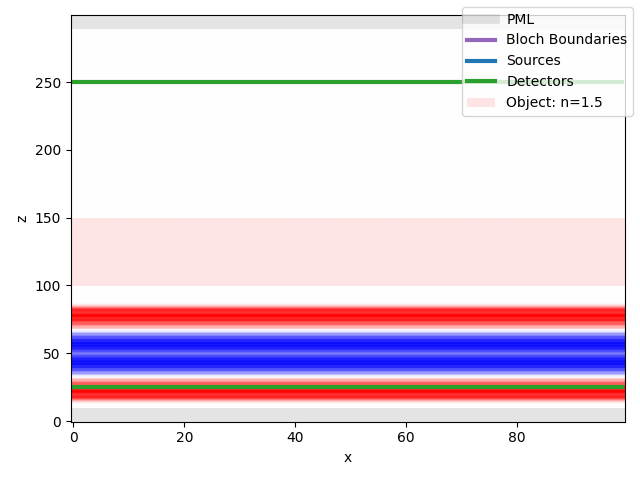 PML
Bloch Boundaries
Sources
Detectors
Object: n=1.5
250
200
150
100
50
0
z
0 20 40 60 80
x